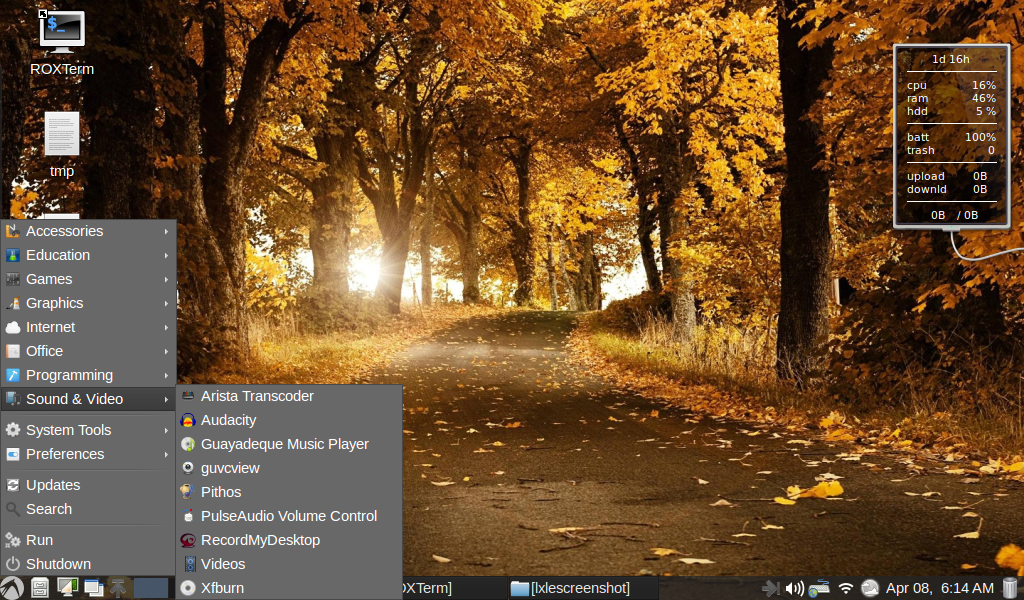 $_
ROXTerm
tmp
1d 16h
cpu 16%
ram 46%
hdd 5 %
batt 100%
trash 0
upload 0B
downld 0B
0B / 0B
Accessories
Education
Games
Graphics
Internet
Office
Programming
Sound & Video
System Tools
Preferences
Updates
Search
Run
Shutdown
Arista Transcoder
Audacity
Guayadeque Music Player
guvcview
Pithos
PulseAudio Volume Control
RecordMyDesktop
Videos
Xfburn
OXTerm]
[lxlescreenshot]
Apr 08, 6:14 AM